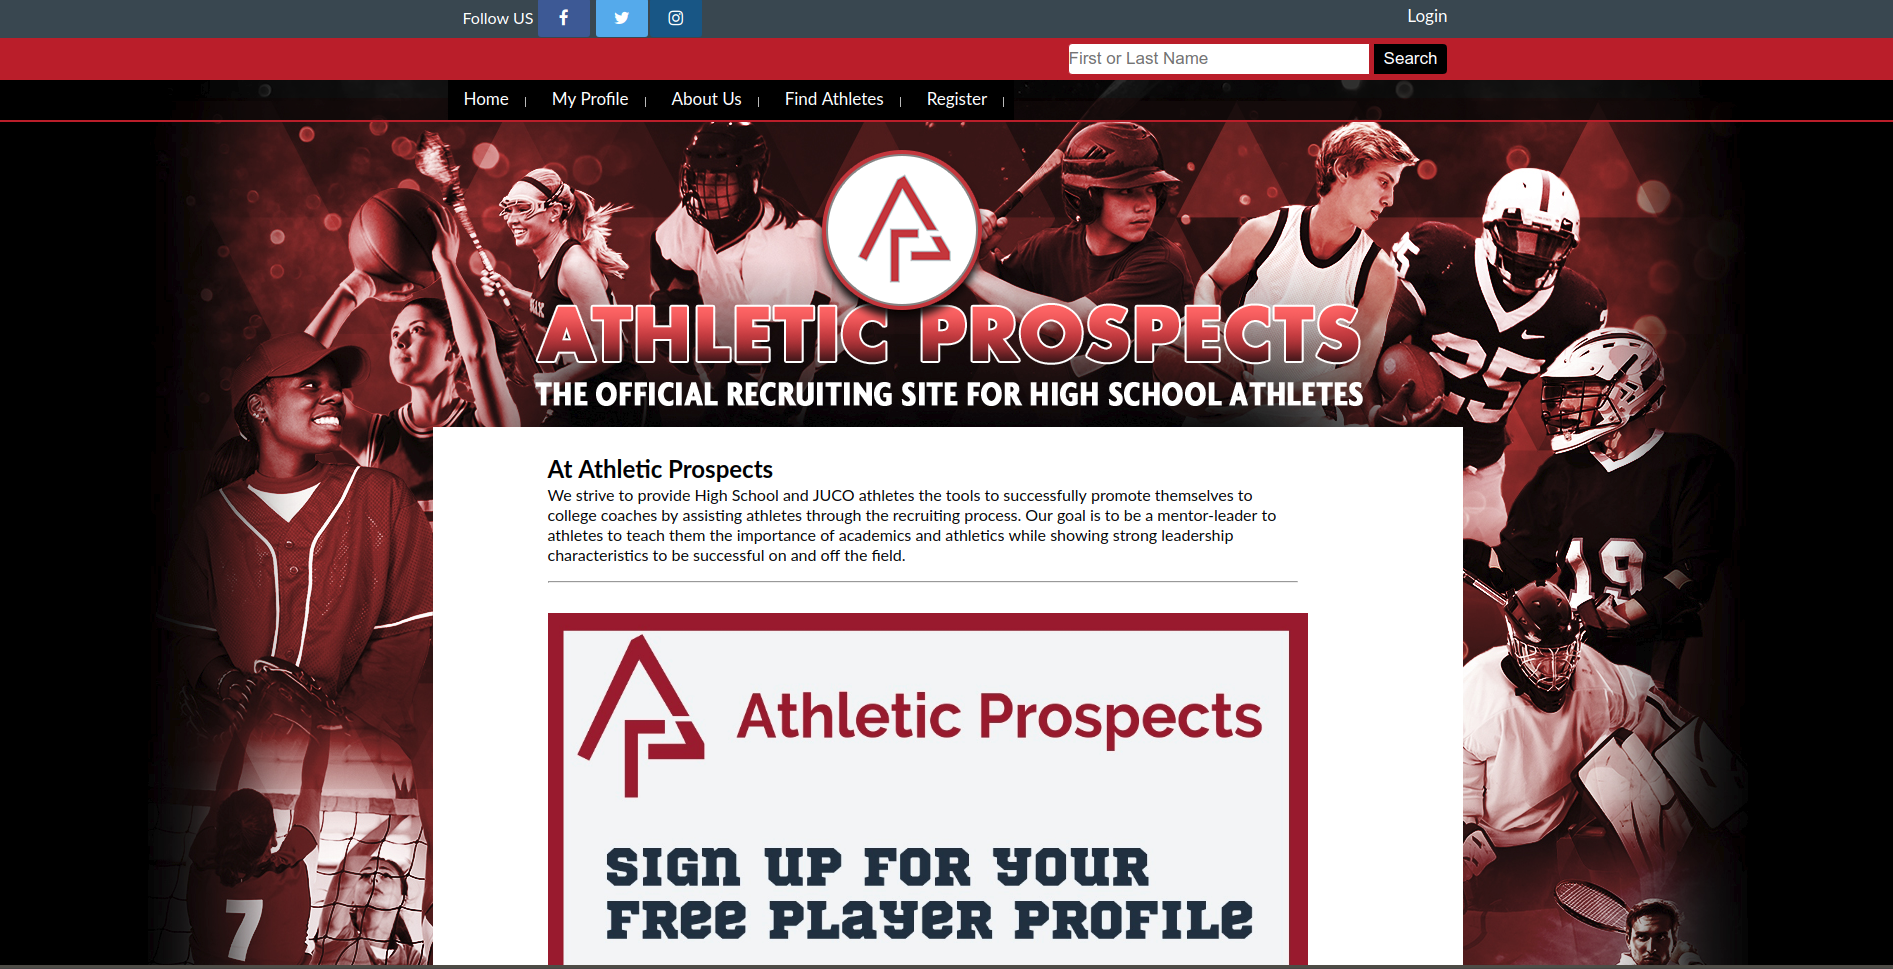 Follow US
Login
First or Last Name
Search
Home
My Profile
About Us
Find Athletes
Register
ATHLETIC PROSPECTS
THE OFFICIAL RECRUITING SITE FOR HIGH SCHOOL ATHLETES
25
19
7
At Athletic Prospects
We strive to provide High School and JUCO athletes the tools to successfully promote themselves to
college coaches by assisting athletes through the recruiting process. Our goal is to be a mentor-leader to
athletes to teach them the importance of academics and athletics while showing strong leadership
characteristics to be successful on and off the field.
Athletic Prospects
SIGN UP FOR YOUR
FREE PLAYER PROFILE